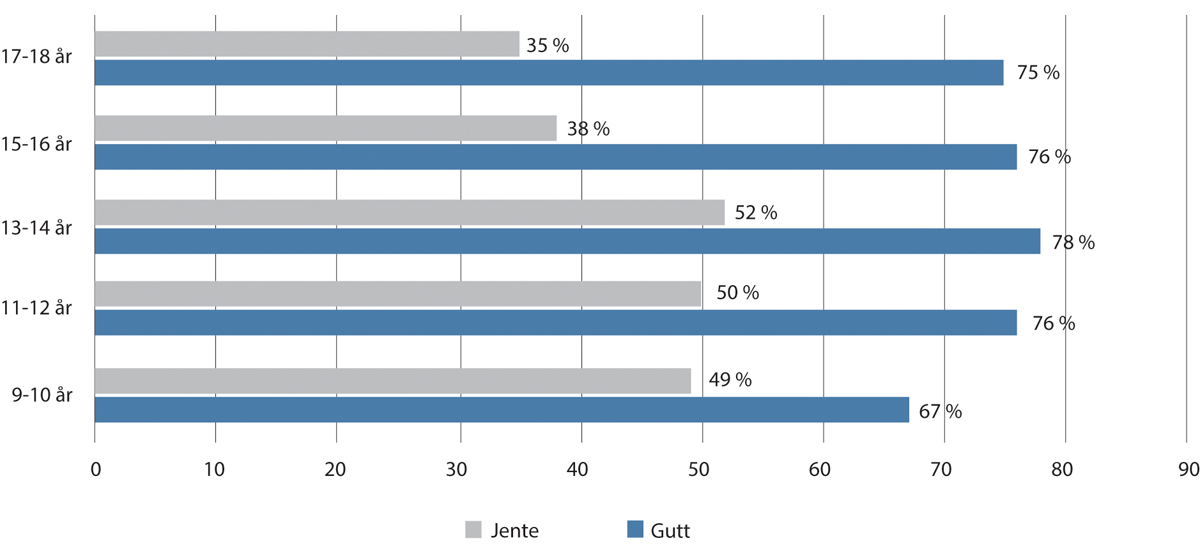 35 %
17-18 år
75 %
38 %
15-16 år
76 %
52 %
13-14 år
78 %
50 %
11-12 år
76 %
49 %
9-10 år
67 %
0 10 20 30 40 50 60 70 80 90
Jente Gutt